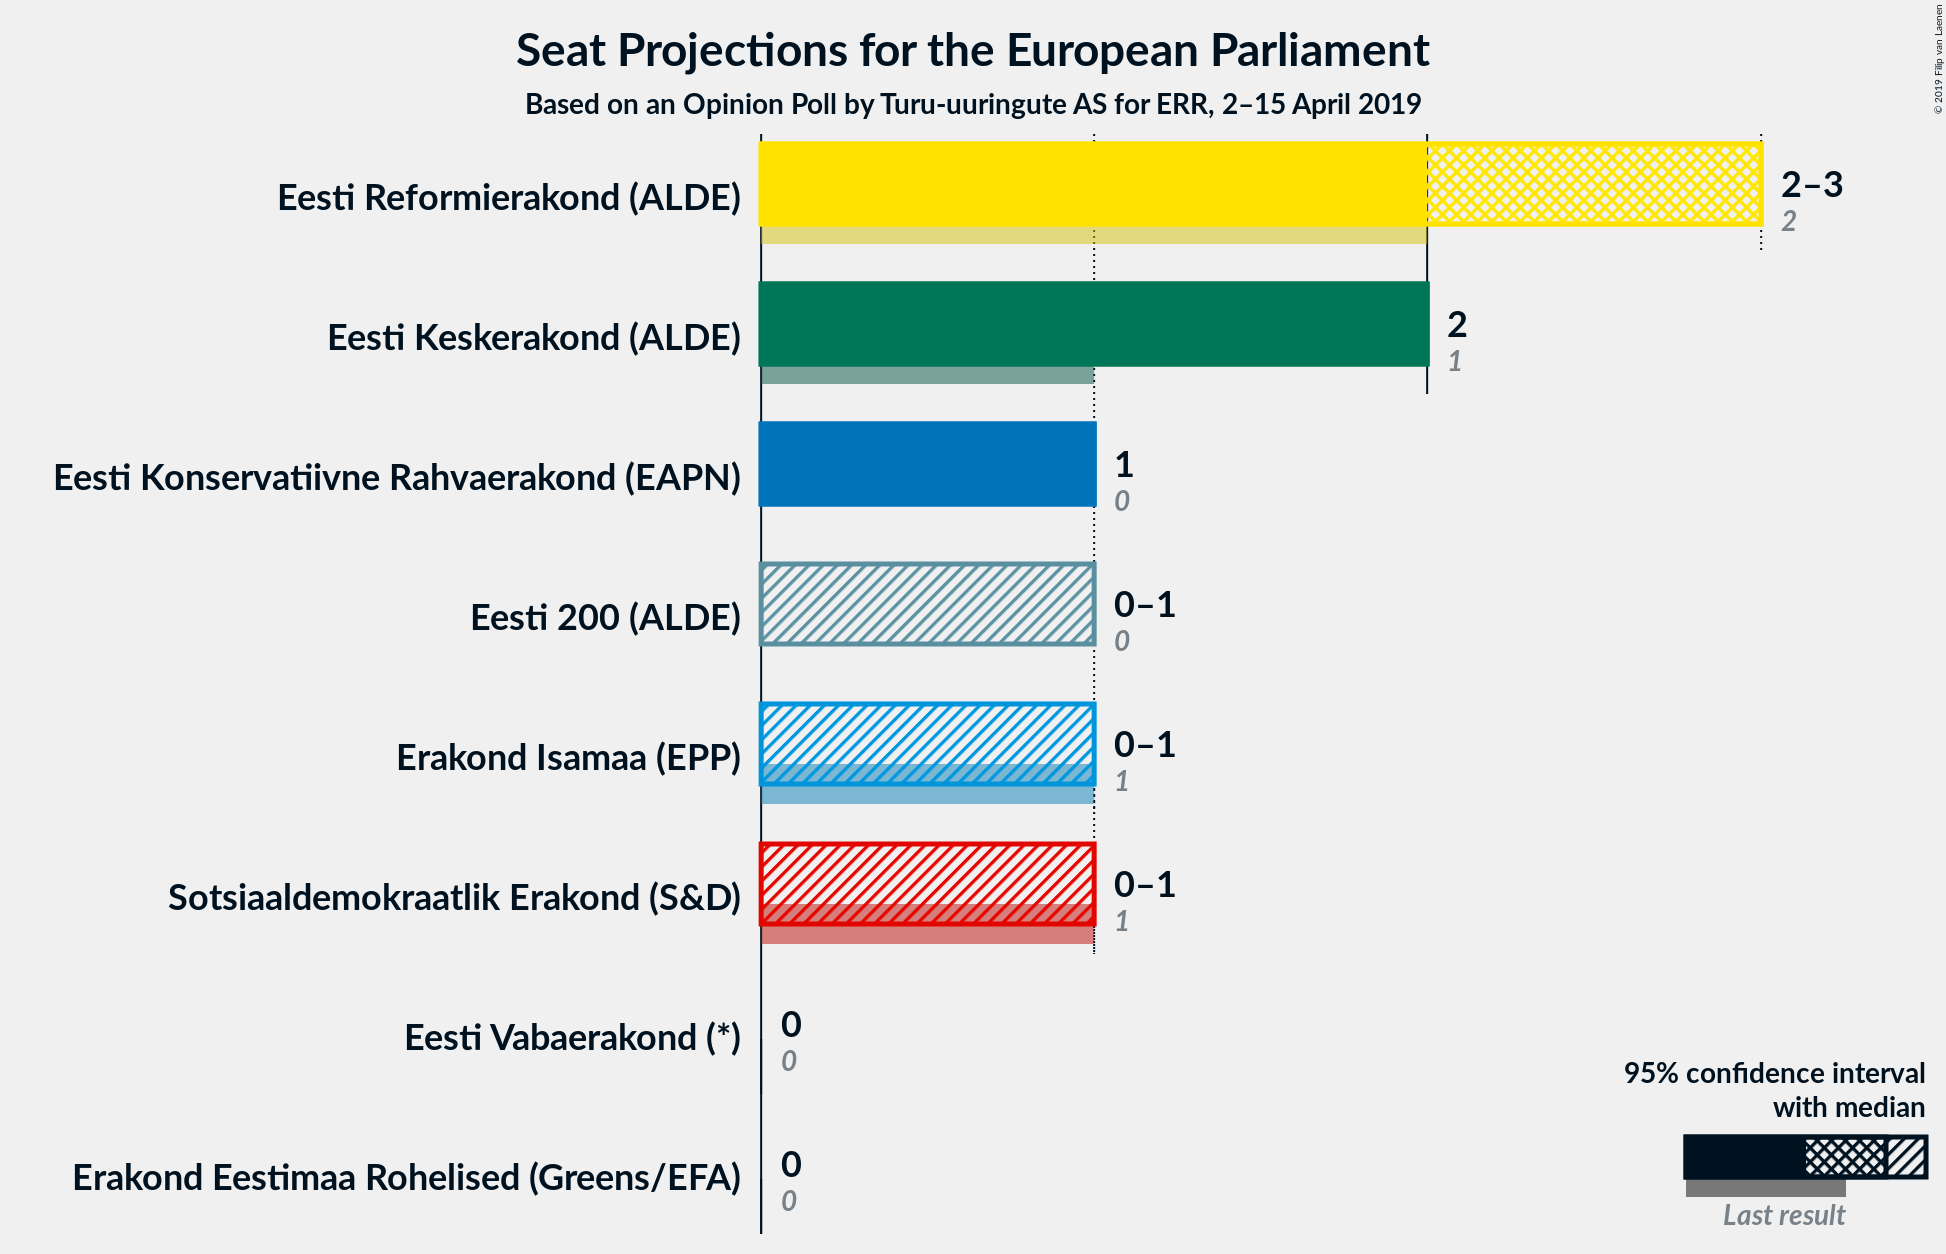 Seat Projections for the European Parliament
Based on an Opinion Poll by Turu-uuringute AS for ERR, 2–15 April 2019
© 2019 Filip van Laenen
Eesti Reformierakond (ALDE)
2–3
2
Eesti Keskerakond (ALDE)
2
1
Eesti Konservatiivne Rahvaerakond (EAPN)
1
0
Eesti 200 (ALDE)
0–1
0
Erakond Isamaa (EPP)
0–1
1
Sotsiaaldemokraatlik Erakond (S&D)
0–1
1
Eesti Vabaerakond (*)
0
0
Erakond Eestimaa Rohelised (Greens/EFA)
0
0
95% confidence interval
with median
Last result